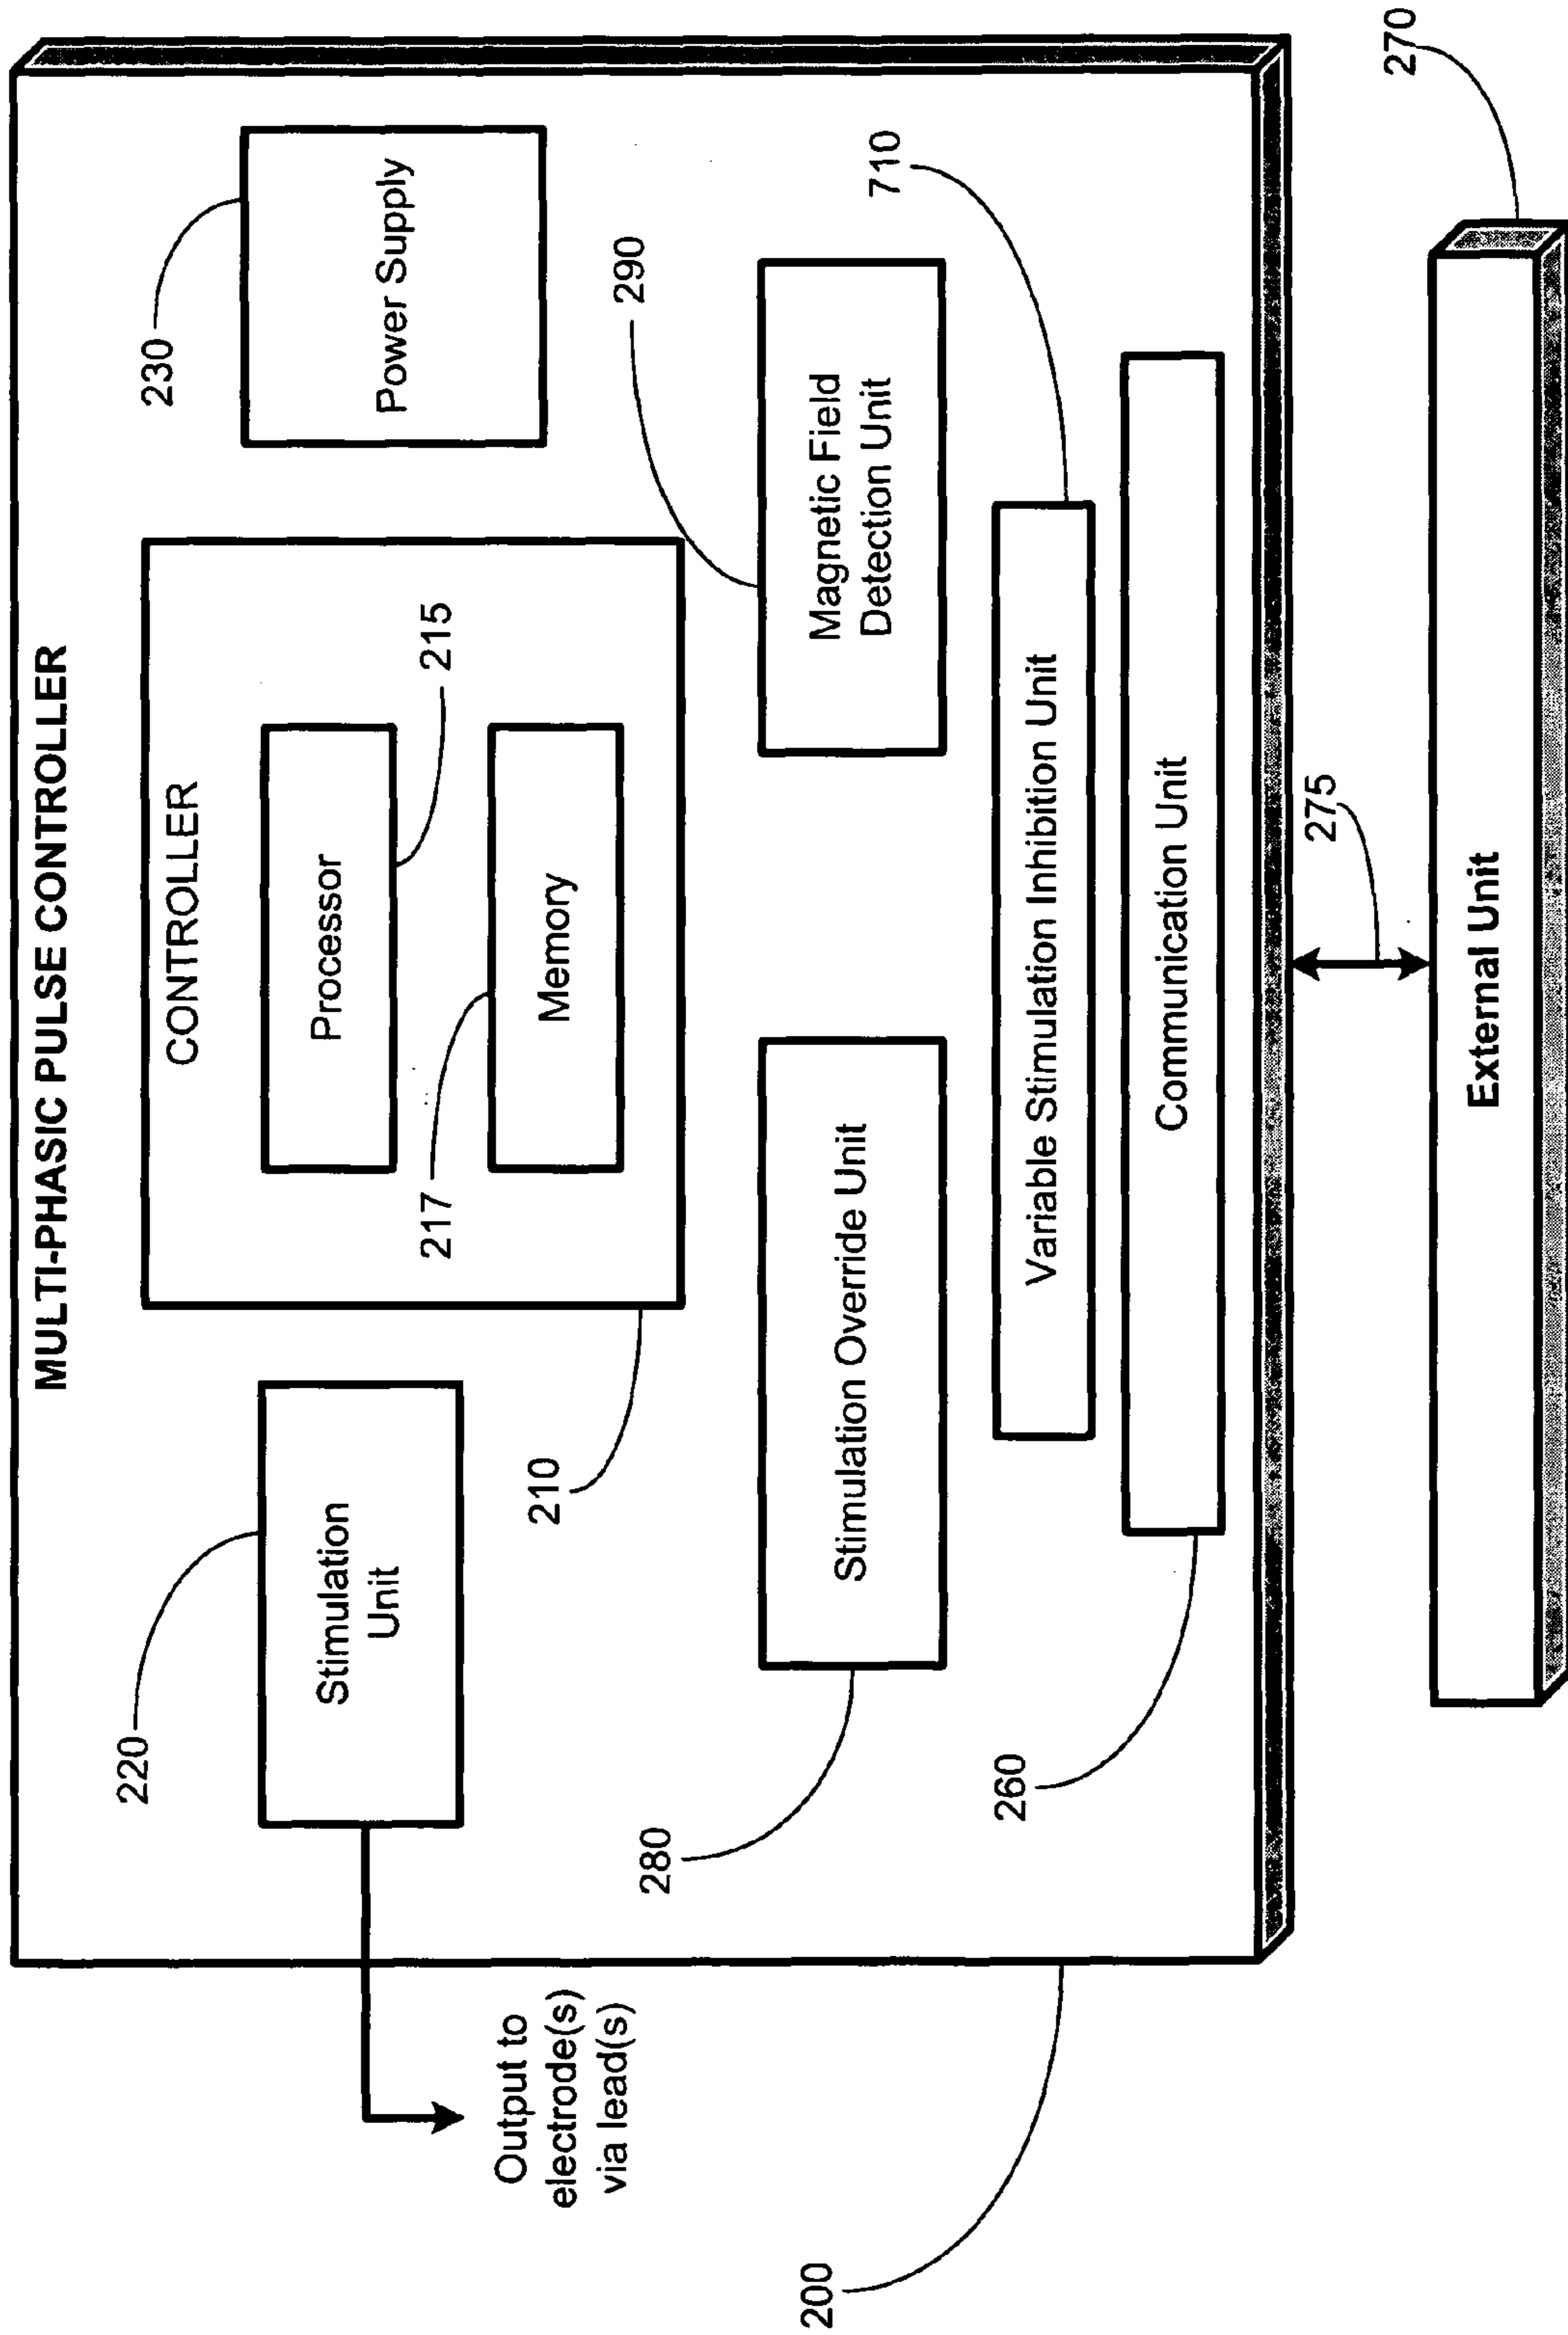 MULTI-PHASIC PULSE CONTROLLER
220
Stimulation
Unit
CONTROLLER
Processor
215
217
Memory
210
230
Power Supply
Output to
electrode(s)
via lead(s)
280
Stimulation Override Unit
290
Magnetic Field
Detection Unit
710
Variable Stimulation Inhibition Unit
260
Communication Unit
200
275
External Unit
270